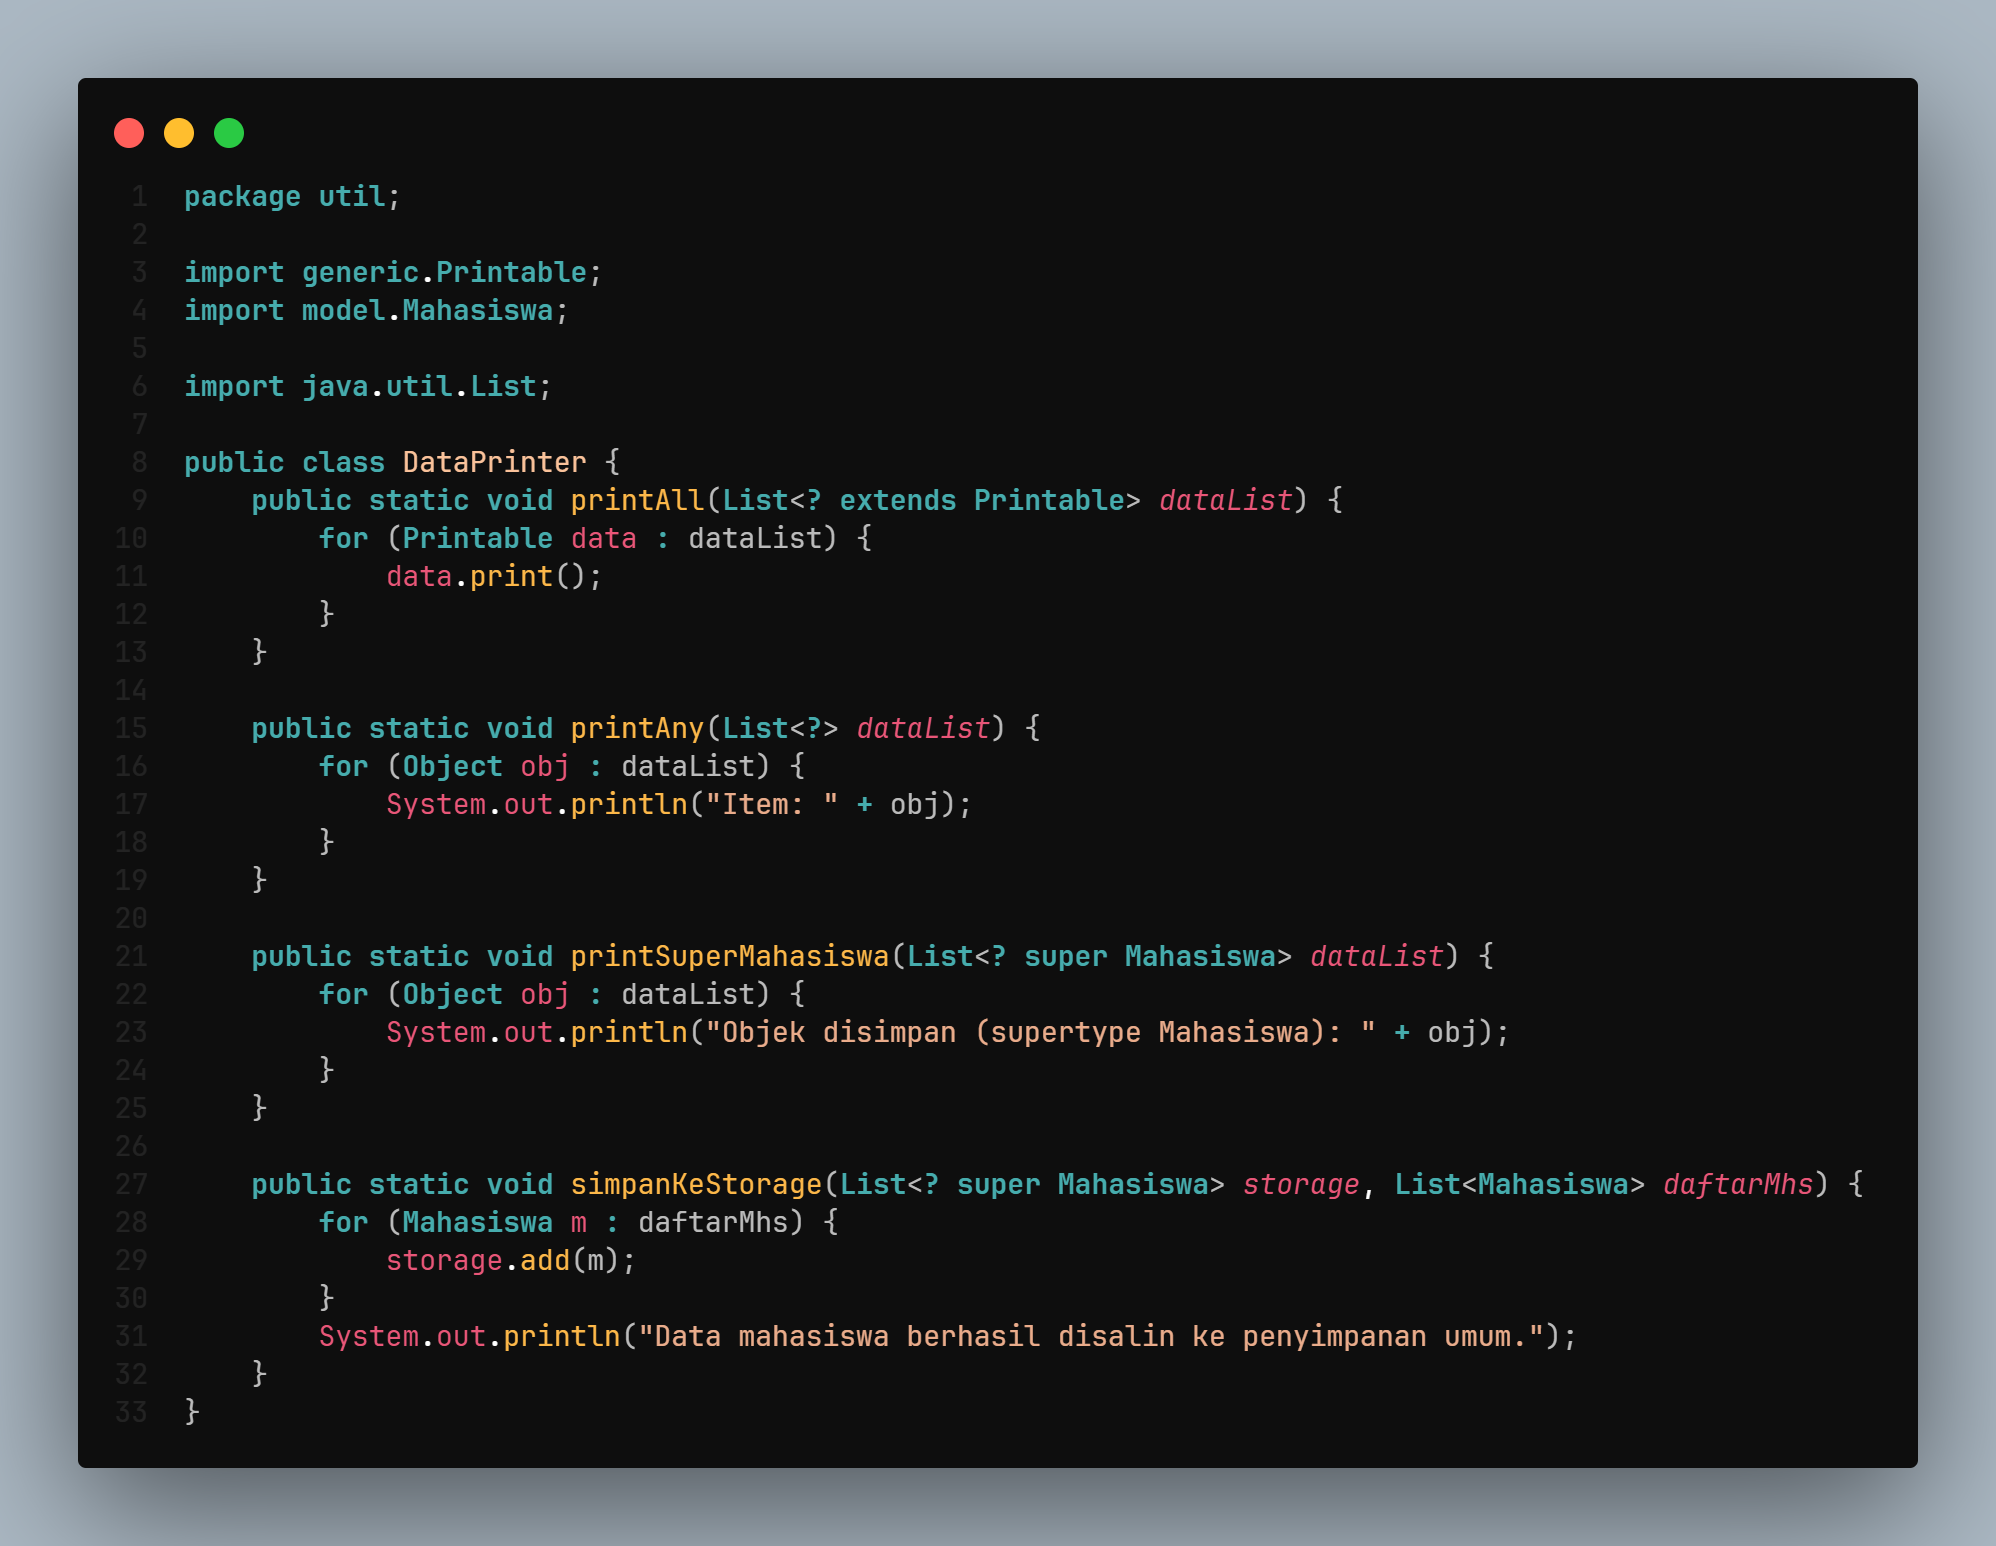 1 package util;
2
3 import generic.Printable;
4 import model.Mahasiswa;
5
6 import java.util.List;
7
8 public class DataPrinter {
9     public static void printAll(List<? extends Printable> dataList) {
10         for (Printable data : dataList) {
11             data.print();
12         }
13     }
14
15     public static void printAny(List<?> dataList) {
16         for (Object obj : dataList) {
17             System.out.println("Item: " + obj);
18         }
19     }
20
21     public static void printSuperMahasiswa(List<? super Mahasiswa> dataList) {
22         for (Object obj : dataList) {
23             System.out.println("Objek disimpan (supertype Mahasiswa): " + obj);
24         }
25     }
26
27     public static void simpanKeStorage(List<? super Mahasiswa> storage, List<Mahasiswa> daftarMhs) {
28         for (Mahasiswa m : daftarMhs) {
29             storage.add(m);
30         }
31         System.out.println("Data mahasiswa berhasil disalin ke penyimpanan umum.");
32     }
33 }